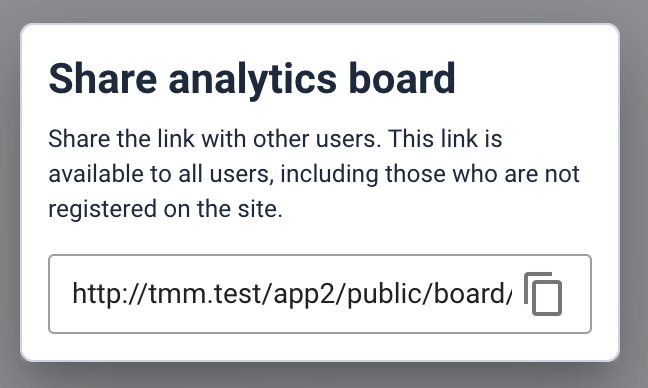 Share analytics board
Share the link with other users. This link is
available to all users, including those who are not
registered on the site.
http://tmm.test/app2/public/board/